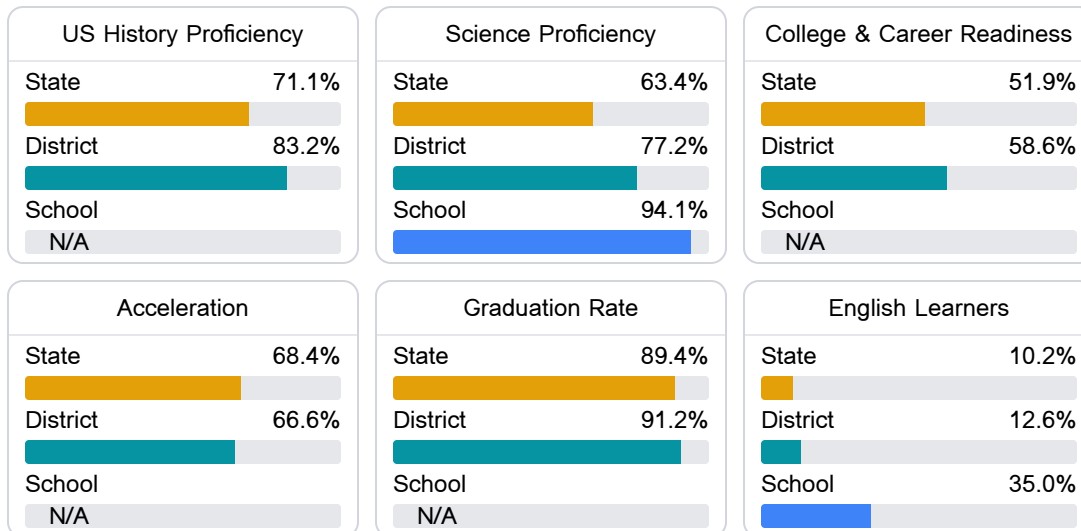 US History Proficiency
State 71.1%
District 83.2%
School
N/A
Science Proficiency
State 63.4%
District 77.2%
School 94.1%
College & Career Readiness
State 51.9%
District 58.6%
School
N/A
Acceleration
State 68.4%
District 66.6%
School
N/A
Graduation Rate
State 89.4%
District 91.2%
School
N/A
English Learners
State 10.2%
District 12.6%
School 35.0%